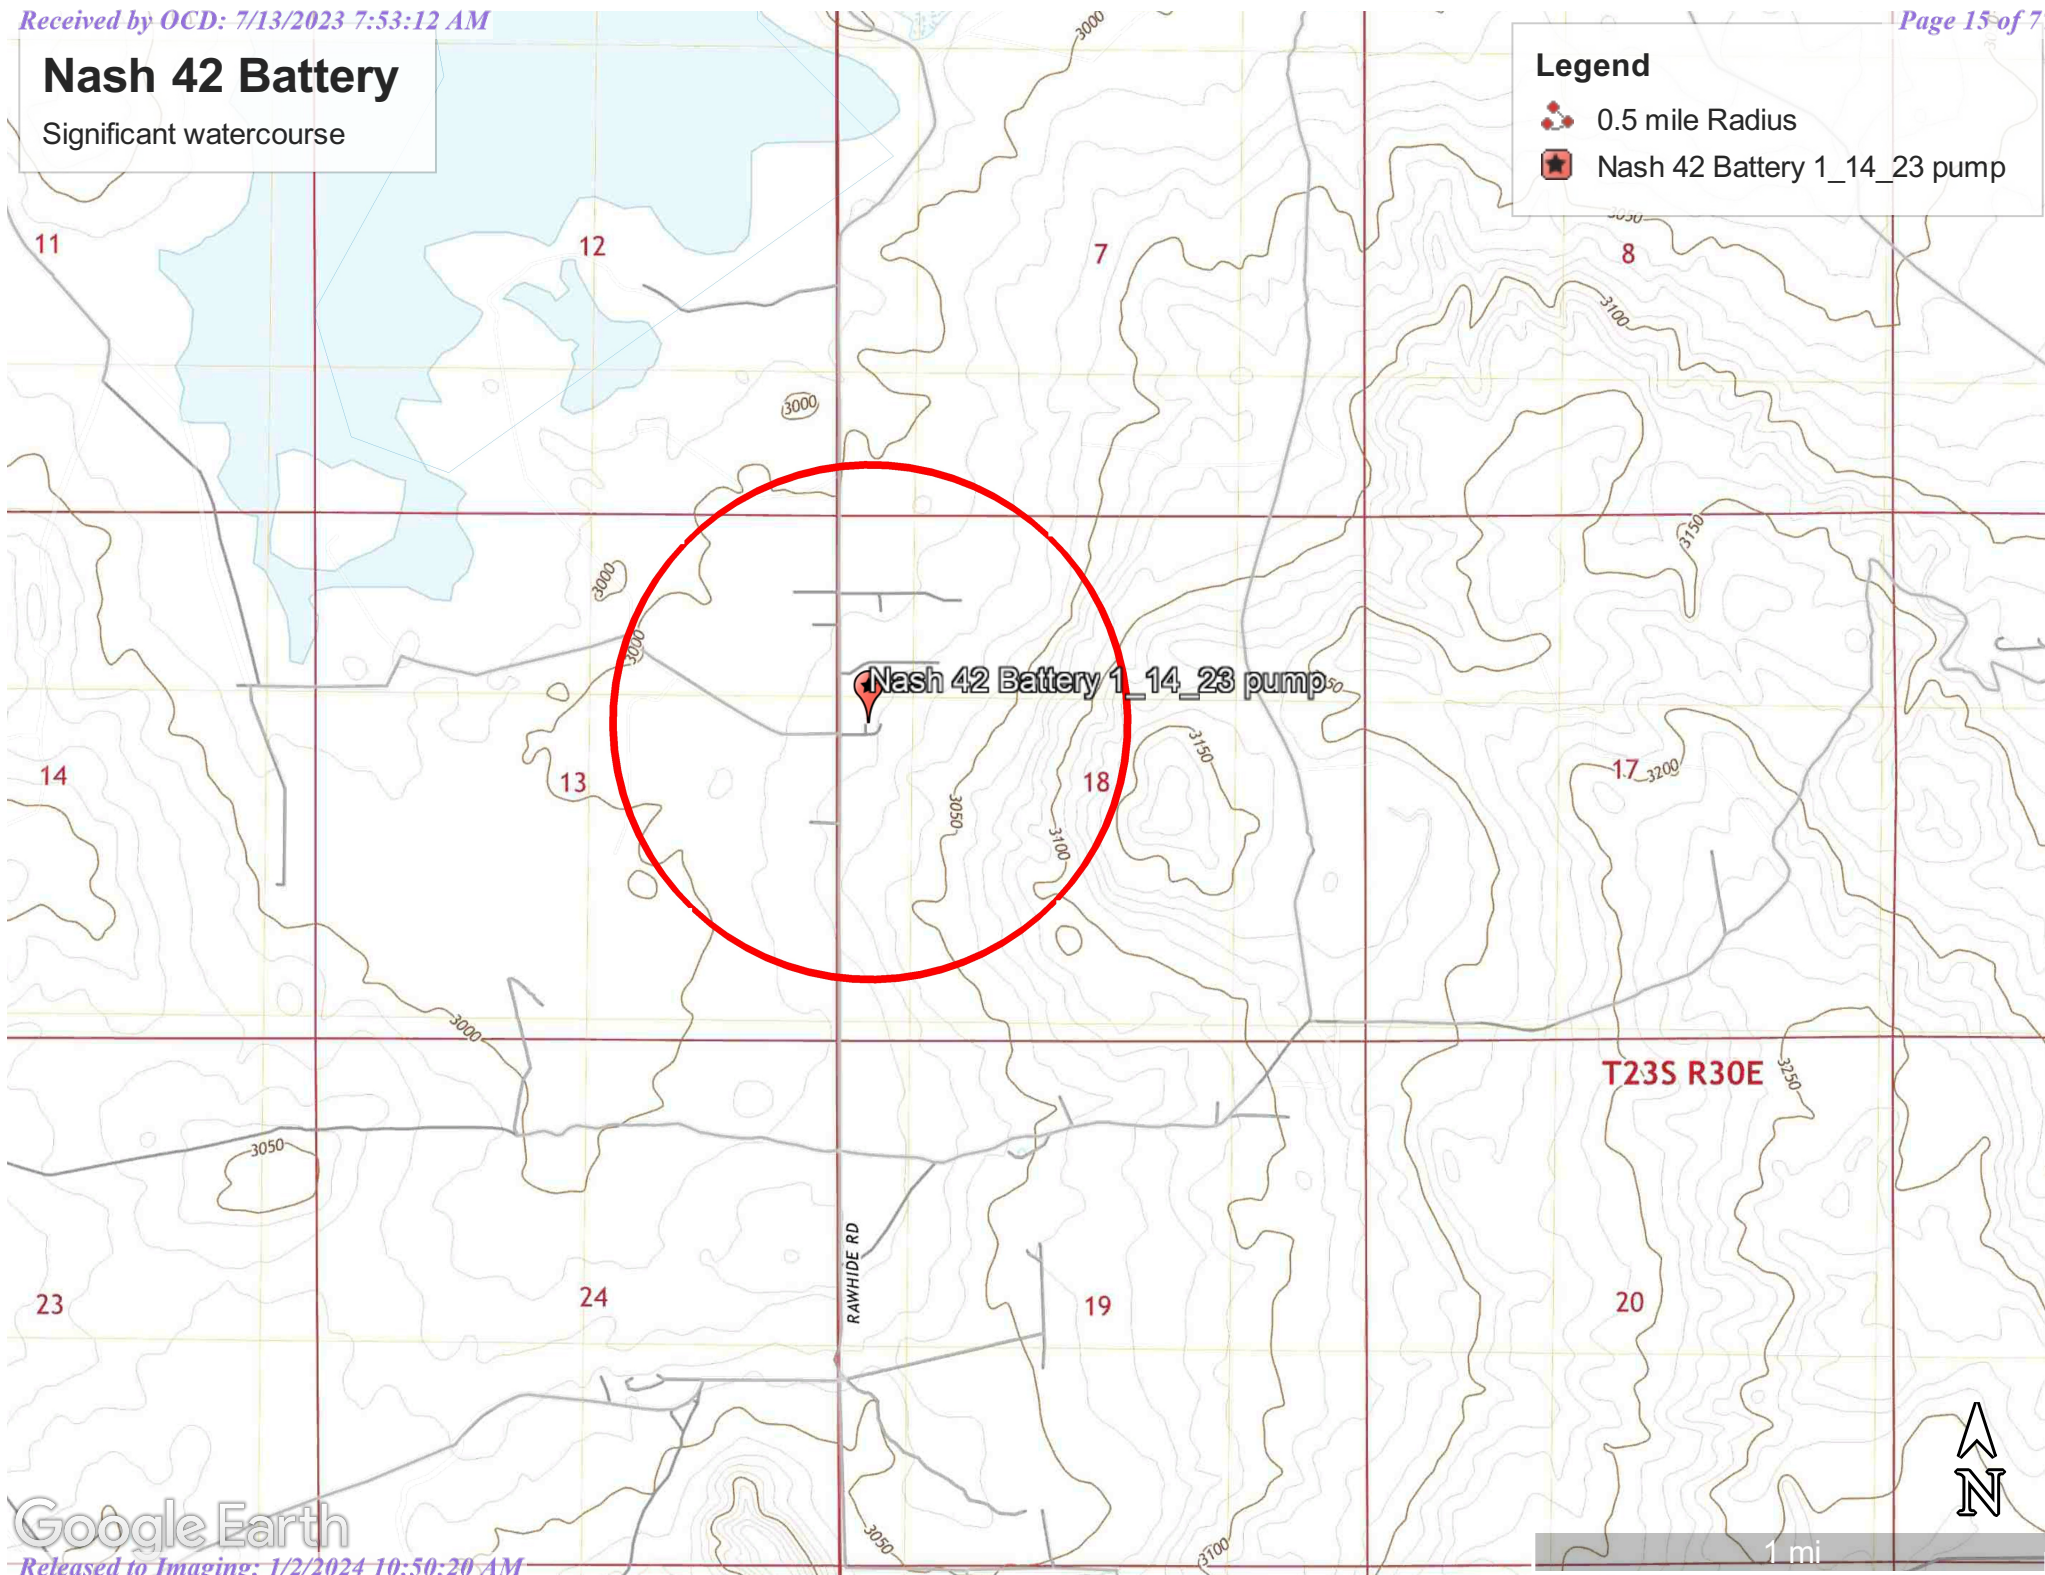 Received by OCD: 7/13/2023 7:53:12 AM
Page 15 of 7
Nash 42 Battery
Significant watercourse
Legend
0.5 mile Radius
Nash 42 Battery 1_14_23 pump
3000
3050
11
12
7
8
3100
3000
3150
3000
3000
Nash 42 Battery 1_14_23 pump
50
3150
14
13
18
17
3200
3050
3100
3000
T23S R30E
3250
3050
RAWHIDE RD
23
24
19
20
3050
3100
N
1 mi
Google Earth
Released to Imaging: 1/2/2024 10:50:20 AM